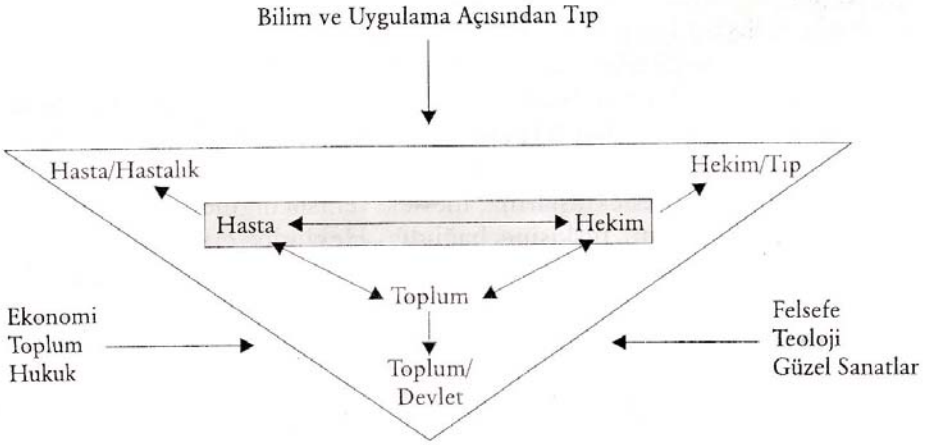 Bilim ve Uygulama Açısından Tıp
Hasta/Hastalık
Hekim/Tıp
Hasta
Hekim
Toplum
Ekonomi
Toplum
Hukuk
Toplum/
Devlet
Felsefe
Teoloji
Güzel Sanatlar